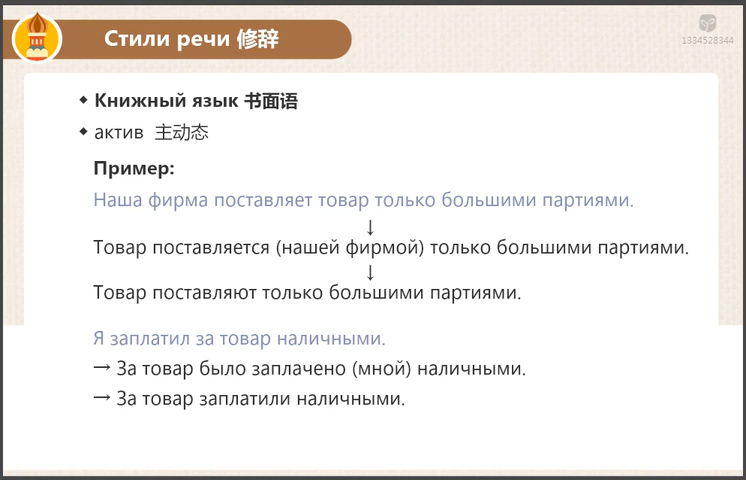 Стили речи 修辞
1334528344
◆ Книжный язык 书面语
◆ актив 主动态
Пример:
Наша фирма поставляет товар только большими партиями.
↓
Товар поставляется (нашей фирмой) только большими партиями.
↓
Товар поставляют только большими партиями.
Я заплатил за товар наличными.
→ За товар было заплачено (мной) наличными.
→ За товар заплатили наличными.